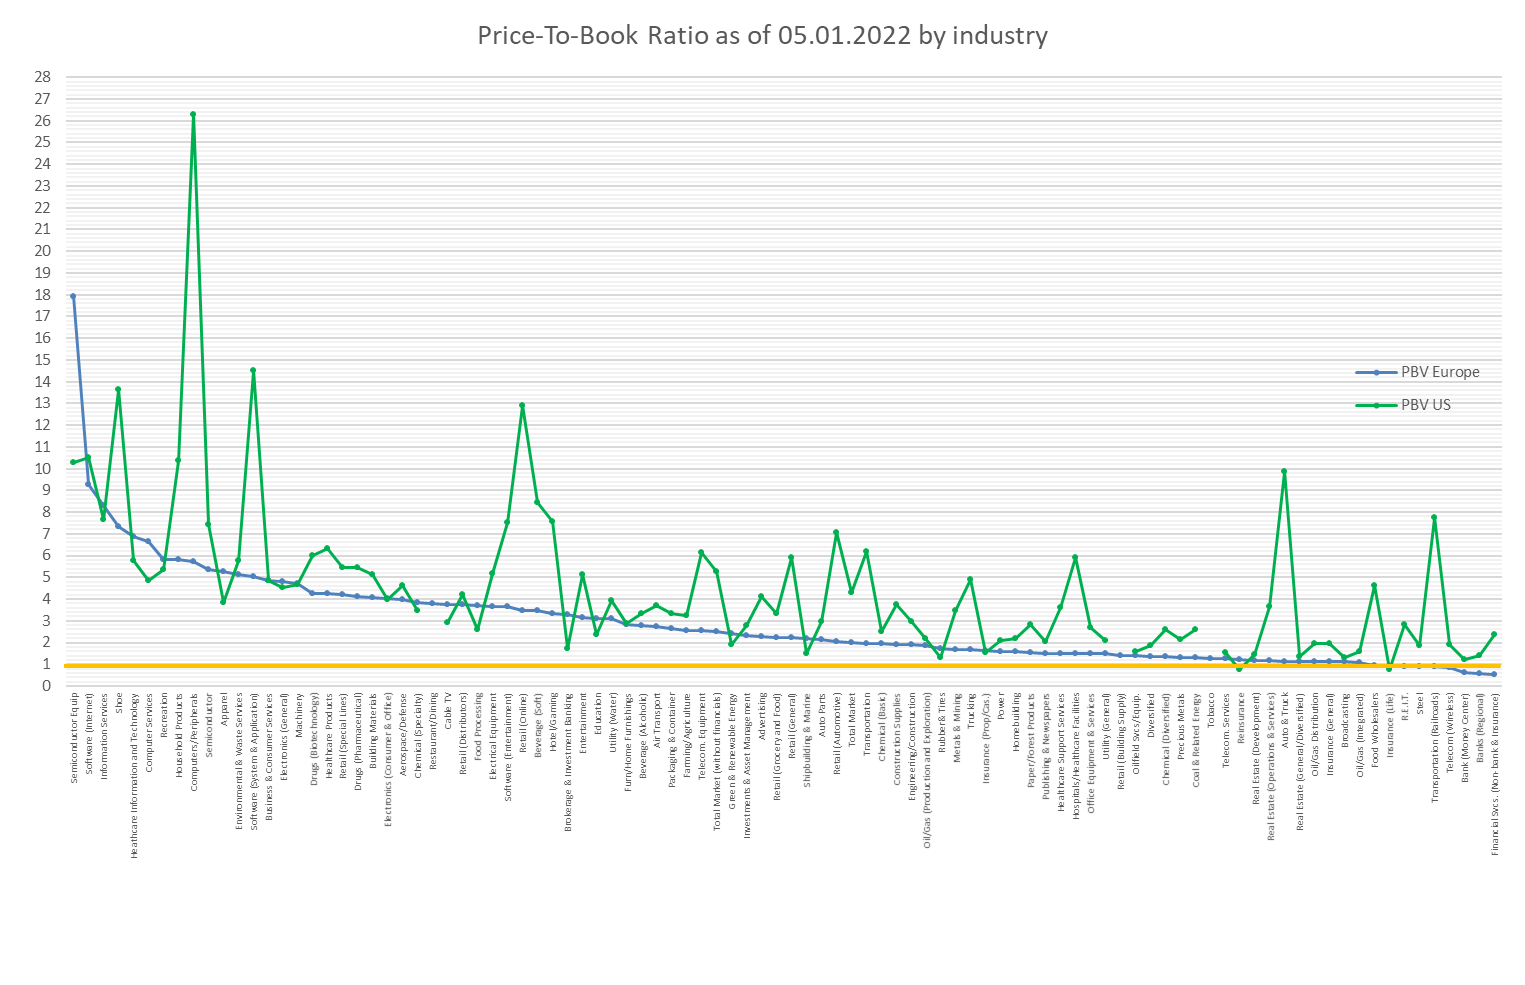 Price-To-Book Ratio as of 05.01.2022 by industry
28
27
26
25
24
23
22
21
20
19
18
17
16
15
14
13
12
11
10
9
8
7
6
5
4
3
2
1
0
PBV Europe
PBV US
Semiconductor Equip
Software (Internet)
Information Services
Shoe
Heathcare Information and Technology
Computer Services
Recreation
Household Products
Computers/Peripherals
Semiconductor
Apparel
Environmental & Waste Services
Software (System & Application)
Business & Consumer Services
Electronics (General)
Machinery
Drugs (Biotechnology)
Healthcare Products
Retail (Special Lines)
Drugs (Pharmaceutical)
Building Materials
Electronics (Consumer & Office)
Aerospace/Defense
Chemical (Specialty)
Restaurant/Dining
Cable TV
Retail (Distributors)
Food Processing
Electrical Equipment
Software (Entertainment)
Retail (Online)
Beverage (Soft)
Hotel/Gaming
Brokerage & Investment Banking
Entertainment
Education
Utility (Water)
Furn/Home Furnishings
Beverage (Alcoholic)
Air Transport
Packaging & Container
Farming/Agriculture
Telecom. Equipment
Total Market (without financials)
Green & Renewable Energy
Investments & Asset Management
Advertising
Retail (Grocery and Food)
Retail (General)
Shipbuilding & Marine
Auto Parts
Retail (Automotive)
Total Market
Transportation
Chemical (Basic)
Construction Supplies
Engineering/Construction
Oil/Gas (Production and Exploration)
Rubber& Tires
Metals & Mining
Trucking
Insurance (Prop/Cas.)
Power
Homebuilding
Paper/Forest Products
Publishing & Newspapers
Healthcare Support Services
Hospitals/Healthcare Facilities
Office Equipment & Services
Utility (General)
Retail (Building Supply)
Oilfield Svcs/Equip.
Diversified
Chemical (Diversified)
Precious Metals
Coal & Related Energy
Tobacco
Telecom. Services
Reinsurance
Real Estate (Development)
Real Estate (Operations & Services)
Auto & Truck
Real Estate (General/Diversified)
Oil/Gas Distribution
Insurance (General)
Broadcasting
Oil/Gas (Integrated)
Food Wholesalers
Insurance (Life)
R.E.I.T.
Steel
Transportation (Railroads)
Telecom (Wireless)
Bank (Money Center)
Banks (Regional)
Financial Svcs. (Non-bank & Insurance)